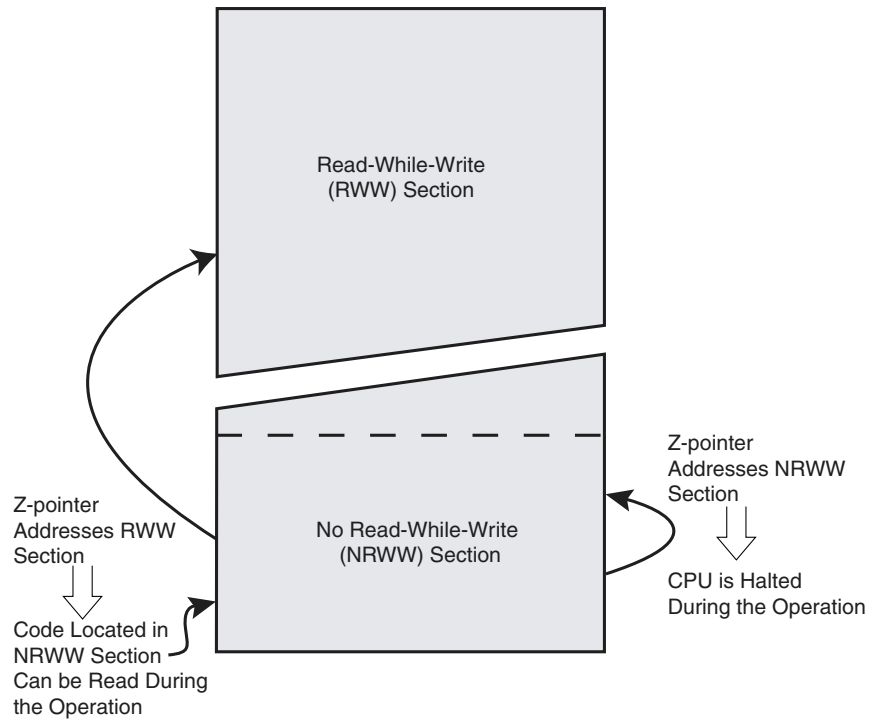 Read-While-Write
(RWW) Section
Z-pointer
Addresses NRWW
Section
Z-pointer
Addresses RWW
Section
No Read-While-Write
(NRWW) Section
CPU is Halted
During the Operation
Code Located in
NRWW Section
Can be Read During
the Operation